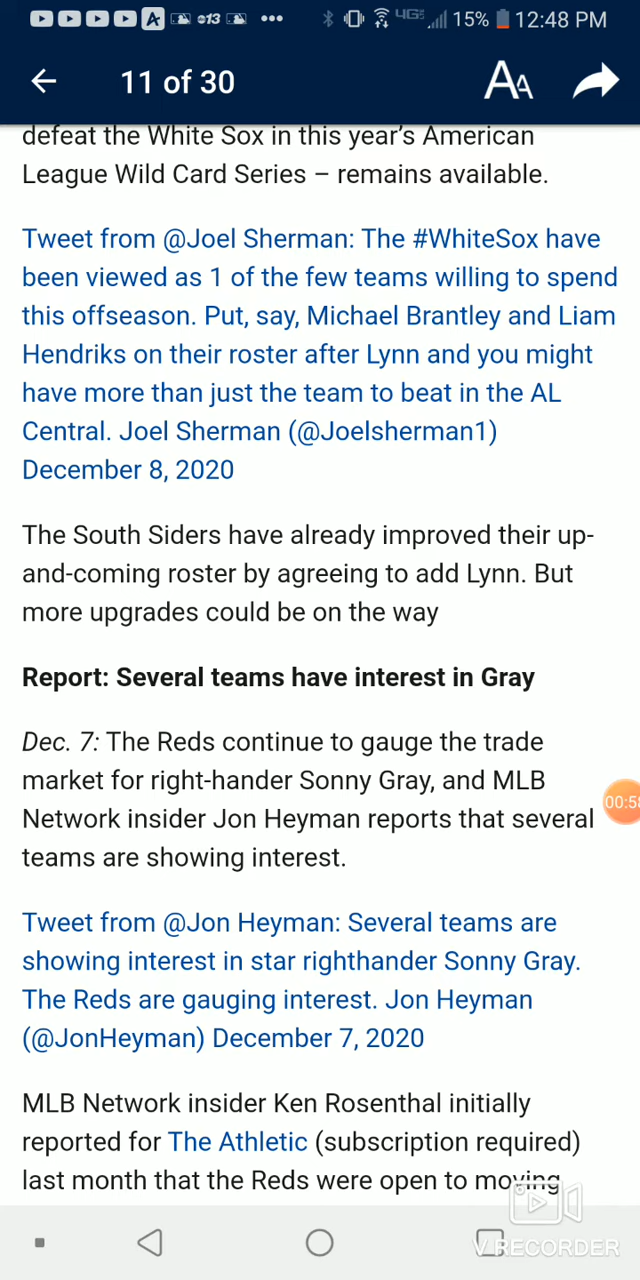 13
4G
15%
12:48 PM
11 of 30
AA
defeat the White Sox in this year's American
League Wild Card Series – remains available.
Tweet from @Joel Sherman: The #WhiteSox have
been viewed as 1 of the few teams willing to spend
this offseason. Put, say, Michael Brantley and Liam
Hendriks on their roster after Lynn and you might
have more than just the team to beat in the AL
Central. Joel Sherman (@Joelsherman1)
December 8, 2020
The South Siders have already improved their up-
and-coming roster by agreeing to add Lynn. But
more upgrades could be on the way
Report: Several teams have interest in Gray
Dec. 7: The Reds continue to gauge the trade
market for right-hander Sonny Gray, and MLB
Network insider Jon Heyman reports that several
teams are showing interest.
00:58
Tweet from @Jon Heyman: Several teams are
showing interest in star righthander Sonny Gray.
The Reds are gauging interest. Jon Heyman
(@JonHeyman) December 7, 2020
MLB Network insider Ken Rosenthal initially
reported for The Athletic (subscription required)
last month that the Reds were open to moving
V RECORDER